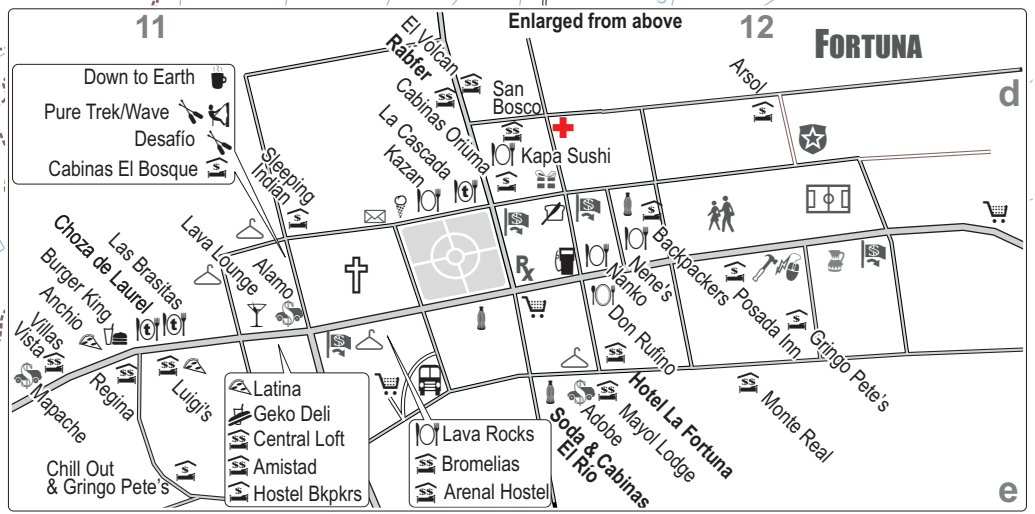 Enlarged from above
11
12
FORTUNA
d
e
Down to Earth
Pure Trek/Wave
Desafío
Cabinas El Bosque
Sleeping
Indian
El Vólcan
Rabfer
Cabinas Oriuma
La Cascada
Kazan
San
Bosco
Kapa Sushi
Arsol
Lava
Lounge
Alamo
Las Brasitas
Choza de Laurel
Burger King
Anchio
Villas
Vista
Mapache
Regina
Luigi's
Chill Out
& Gringo Pete's
Latina
Geko Deli
Central Loft
Amistad
Hostel Bkpkrs
Lava Rocks
Bromelias
Arenal Hostel
Rx
Nanko
Nene's
Backpackers
Posada Inn
Gringo Pete's
Don Rufino
Hotel La Fortuna
Mayol Lodge
Adobe
Soda & Cabinas
El Río
Monte Real